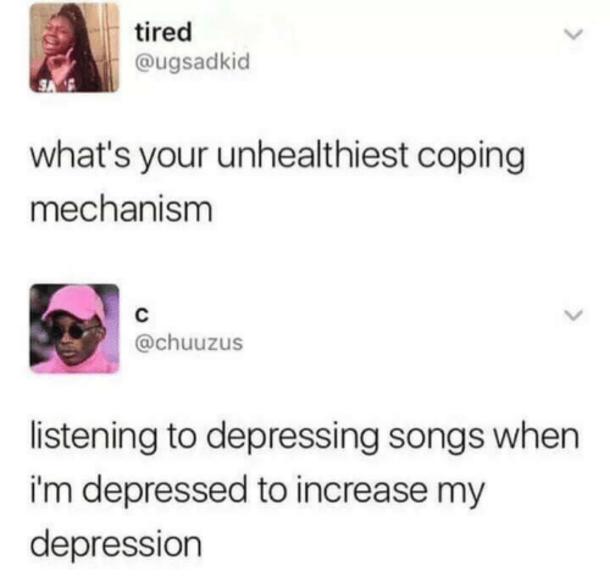 tired
@ugsadkid
what's your unhealthiest coping
mechanism
c
@chuuzus
listening to depressing songs when
i'm depressed to increase my
depression